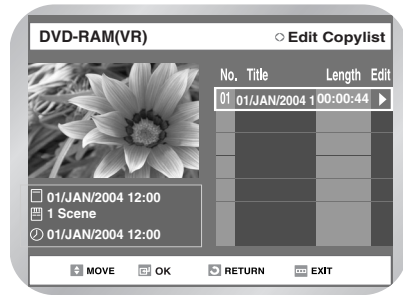 DVD-RAM(VR) Edit Copylist
No. Title Length Edit
01 01/JAN/2004 1 00:00:44
01/JAN/2004 12:00
1 Scene
01/JAN/2004 12:00
MOVE OK RETURN EXIT